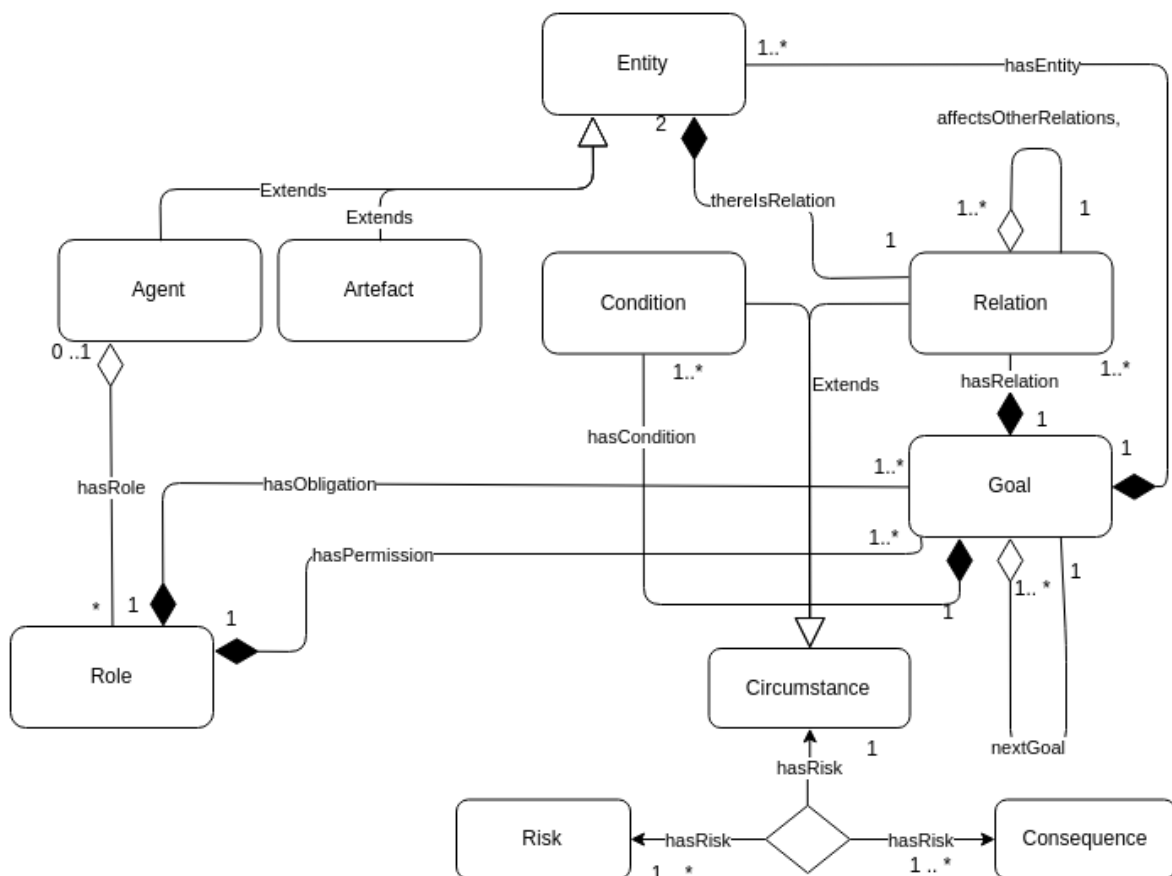 Entity
1..*
hasEntity
2
affectsOtherRelations,
Extends
thereIsRelation
1..*
1
Extends
1
Agent
Artefact
Condition
Relation
0 ..1
1..*
Extends
hasRelation
1..*
1
hasCondition
1
hasRole
hasObligation
1..*
Goal
hasPermission
1..*
1.. *
1
*
1
1
1
Role
Circumstance
1
nextGoal
hasRisk
Risk
hasRisk
hasRisk
Consequence
1 .. *
1 .. *